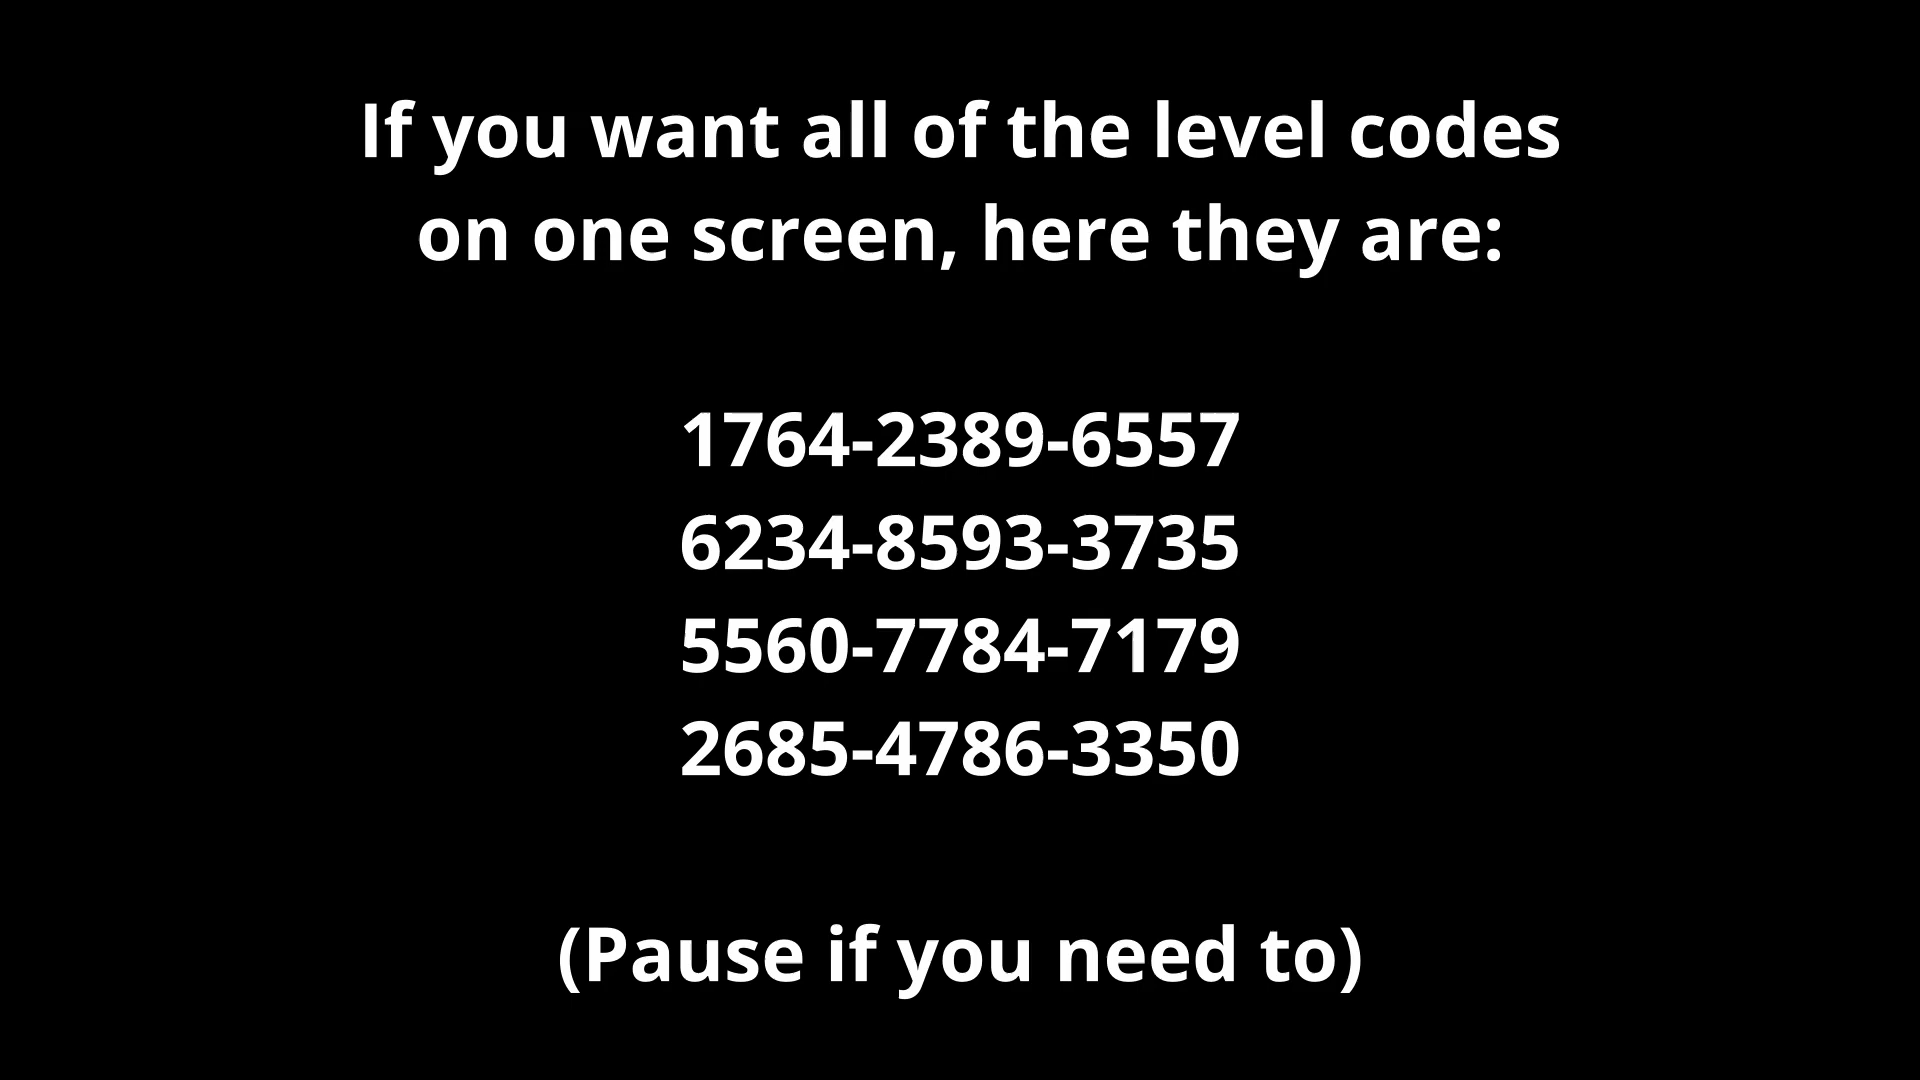 If you want all of the level codes
on one screen, here they are:
1764-2389-6557
6234-8593-3735
5560-7784-7179
2685-4786-3350
(Pause if you need to)